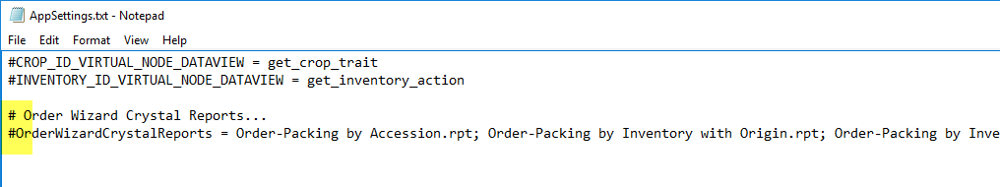 AppSettings.txt - Notepad
File Edit Format View Help
#CROP_ID_VIRTUAL_NODE_DATAVIEW = get_crop_trait
#INVENTORY_ID_VIRTUAL_NODE_DATAVIEW = get_inventory_action
# Order Wizard Crystal Reports...
#OrderWizardCrystalReports = Order-Packing by Accession.rpt; Order-Packing by Inventory with Origin.rpt; Order-Packing by Inve